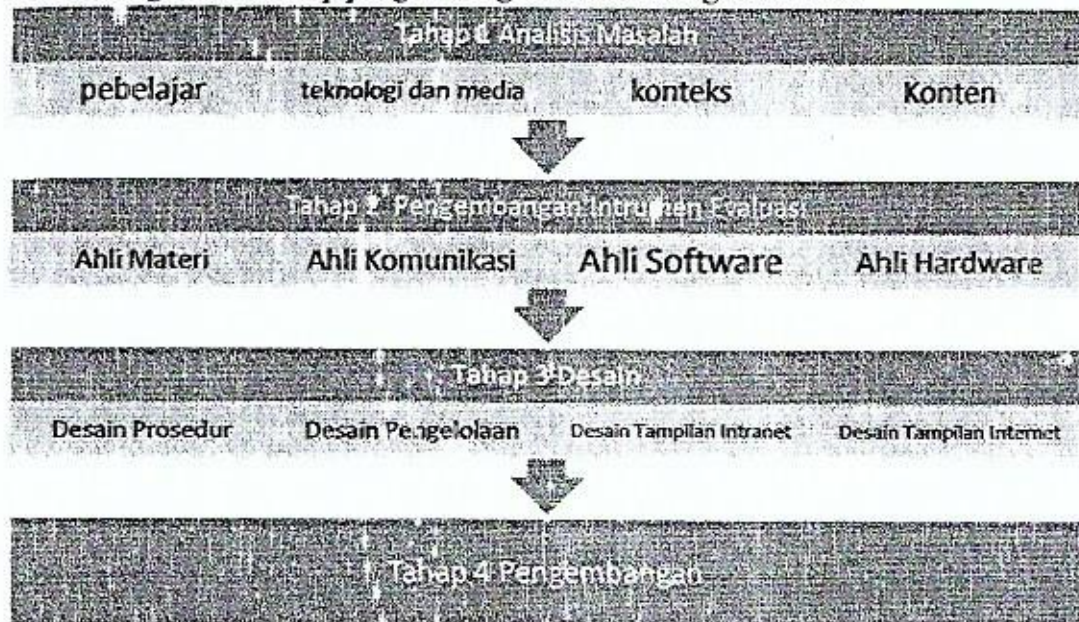 Tahap 1 Analisis Masalah
pebelajar teknologi dan media konteks Konten
Tahap 2 Pengembangan Intrumen Evaluasi
Ahli Materi Ahli Komunikasi Ahli Software Ahli Hardware
Tahap 3 Desain
Desain Prosedur Desain Pengelolaan Desain Tampilan Intranet Desain Tampilan Internet
Tahap 4 Pengembangan